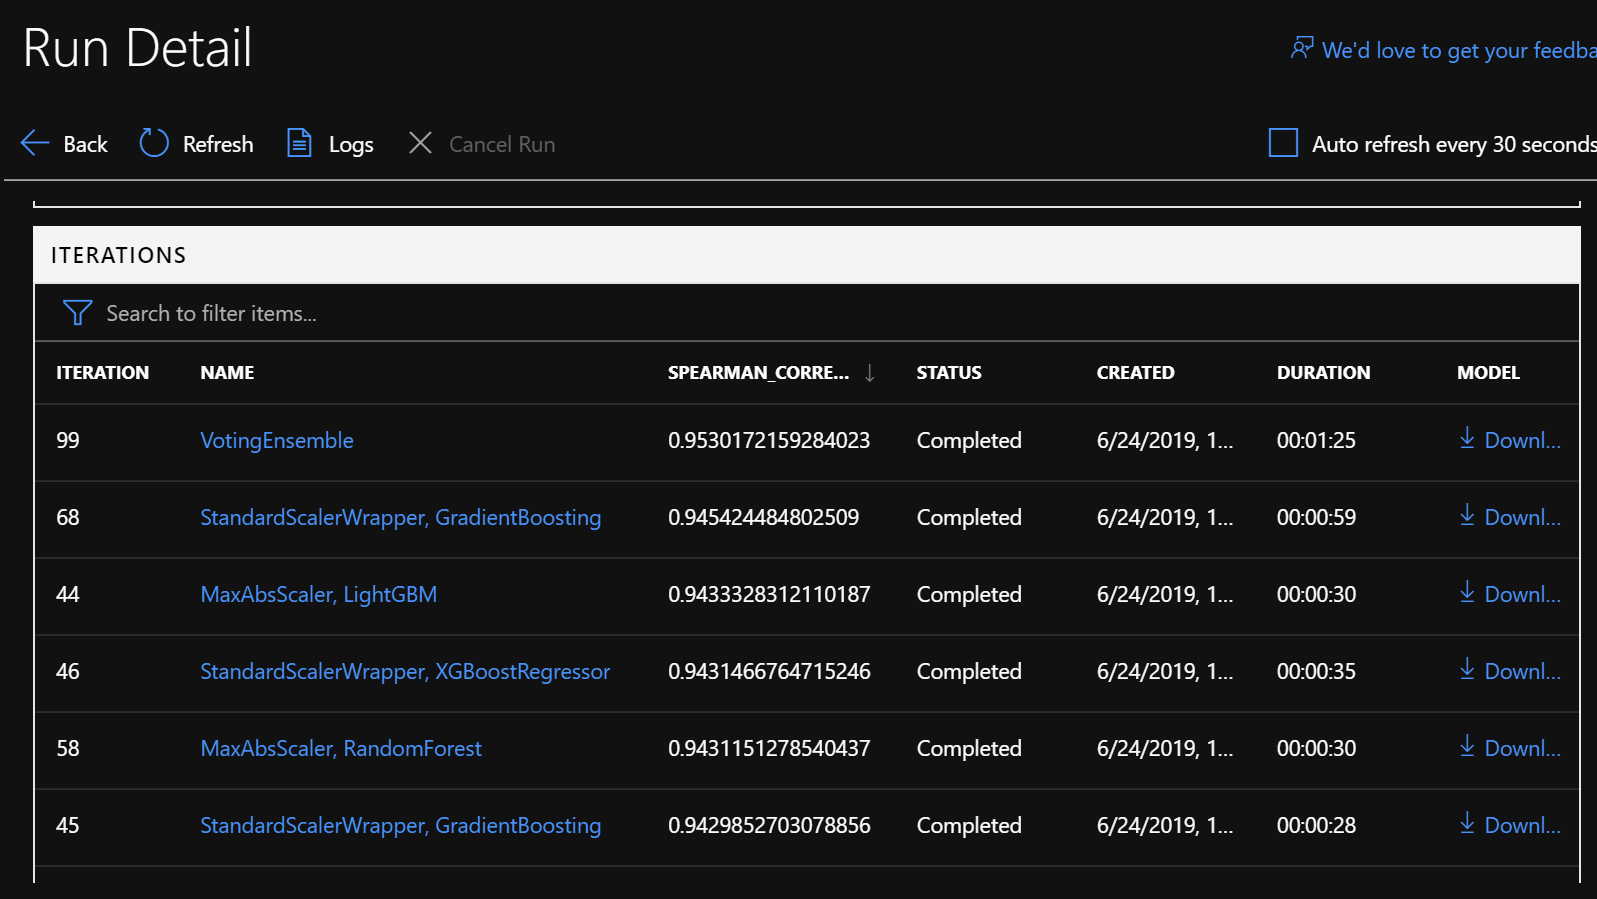 Run Detail
We'd love to get your feedba
Back Refresh Logs Cancel Run Auto refresh every 30 seconds
ITERATIONS
Search to filter items...
ITERATION NAME SPEARMAN_CORRE... ↓ STATUS CREATED DURATION MODEL
99 VotingEnsemble 0.9530172159284023 Completed 6/24/2019, 1... 00:01:25 Downl...
68 StandardScalerWrapper, GradientBoosting 0.945424484802509 Completed 6/24/2019, 1... 00:00:59 Downl...
44 MaxAbsScaler, LightGBM 0.9433328312110187 Completed 6/24/2019, 1... 00:00:30 Downl...
46 StandardScalerWrapper, XGBoostRegressor 0.9431466764715246 Completed 6/24/2019, 1... 00:00:35 Downl...
58 MaxAbsScaler, RandomForest 0.9431151278540437 Completed 6/24/2019, 1... 00:00:30 Downl...
45 StandardScalerWrapper, GradientBoosting 0.9429852703078856 Completed 6/24/2019, 1... 00:00:28 Downl...